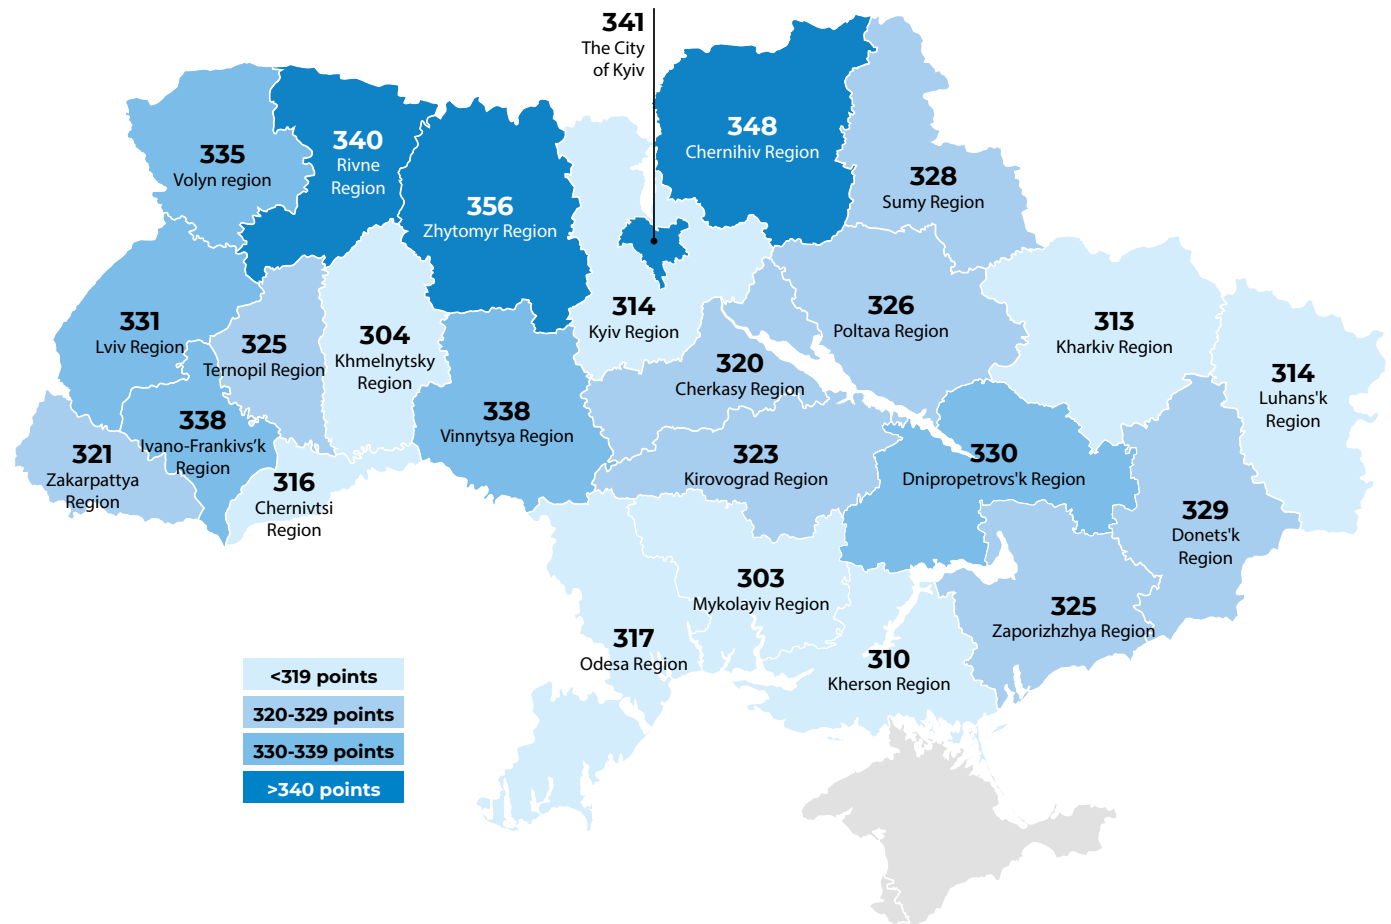 341
The City
of Kyiv
348
Chernihiv Region
335
Volyn region
340
Rivne
Region
328
Sumy Region
356
Zhytomyr Region
331
Lviv Region
325
Ternopil Region
304
Khmelnytsky
Region
314
Kyiv Region
326
Poltava Region
313
Kharkiv Region
320
Cherkasy Region
314
Luhans'k
Region
338
Ivano-Frankivs’k
Region
338
Vinnytsya Region
321
Zakarpattya
Region
316
Chernivtsi
Region
323
Kirovograd Region
330
Dnipropetrovs'k Region
329
Donets'k
Region
303
Mykolayiv Region
325
Zaporizhzhya Region
317
Odesa Region
310
Kherson Region
<319 points
320-329 points
330-339 points
>340 points